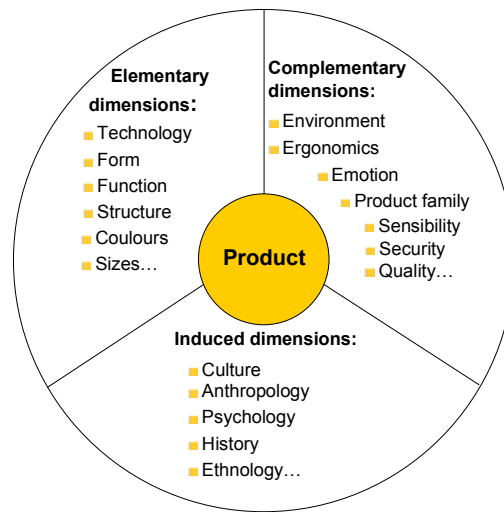 Elementary
dimensions:
Technology
Form
Function
Structure
Coulours
Sizes…
Complementary
dimensions:
Environment
Ergonomics
Emotion
Product family
Sensibility
Security
Quality…
Product
Induced dimensions:
Culture
Anthropology
Psychology
History
Ethnology…